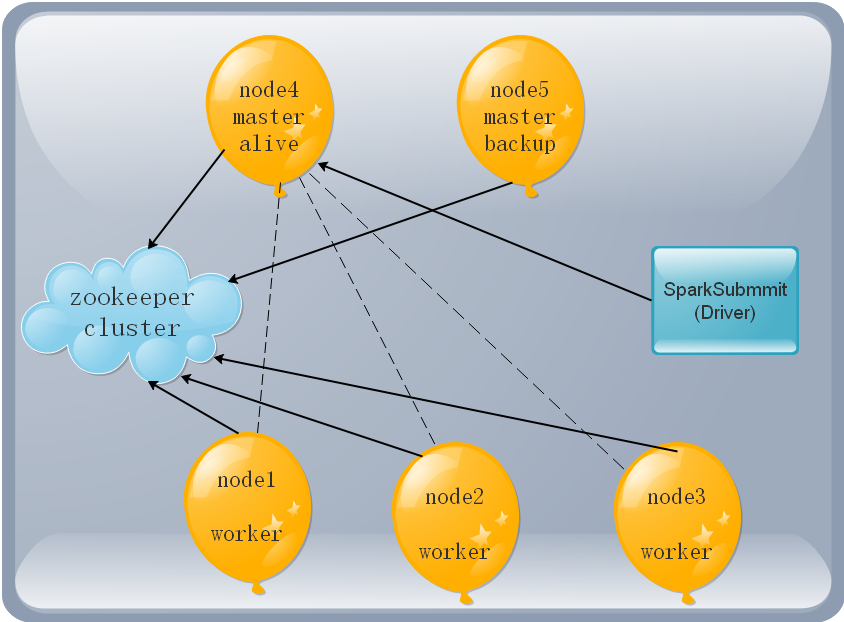 node4
master
alive
node5
master
backup
zookeeper
cluster
SparkSubmmit
(Driver)
node1
worker
node2
worker
node3
worker